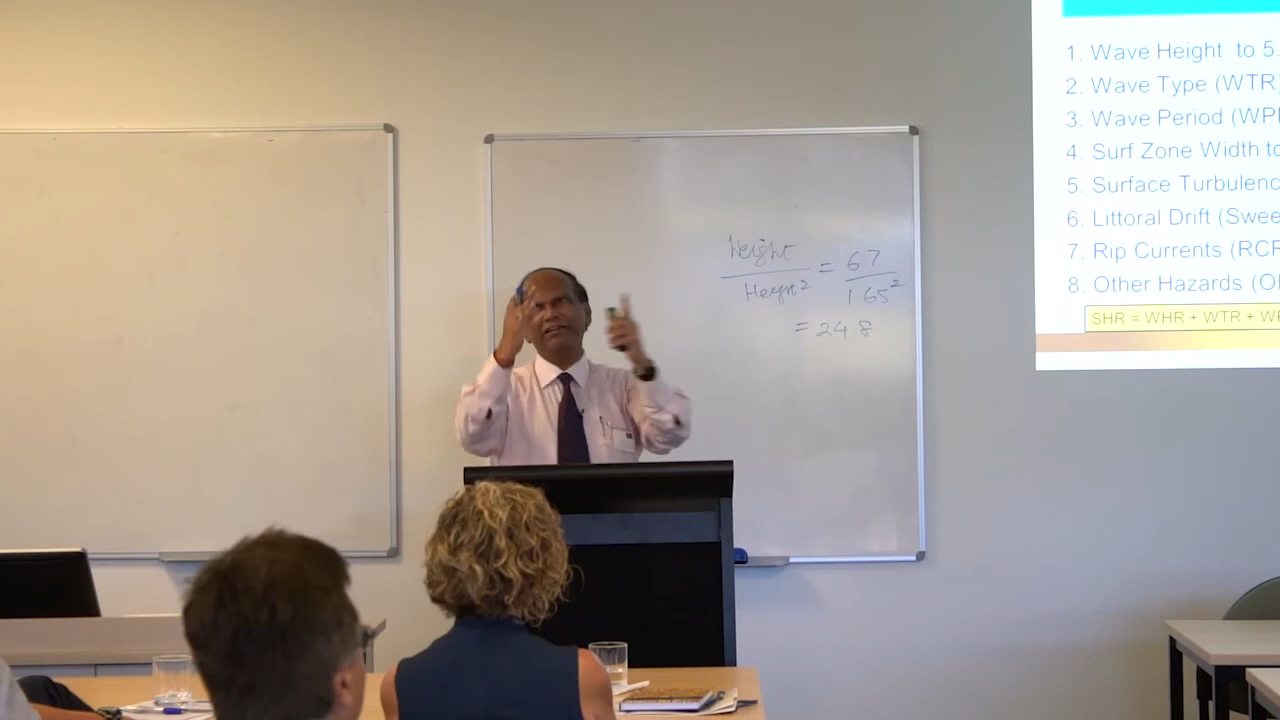 Weight
Height² = 67
165²
= 24.8
1. Wave Height to 5.
2. Wave Type (WTR)
3. Wave Period (WP
4. Surf Zone Width to
5. Surface Turbulenc
6. Littoral Drift (Swee
7. Rip Currents (RCR
8. Other Hazards (O
SHR = WHR + WTR + W